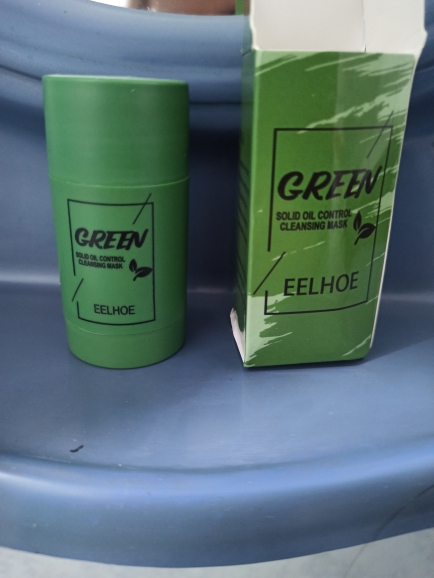 GREEN
SOLID OIL CONTROL
CLEANSING MASK
EELHOE
GREEN
SOLID OIL CONTROL
CLEANSING MASK
EELHOE